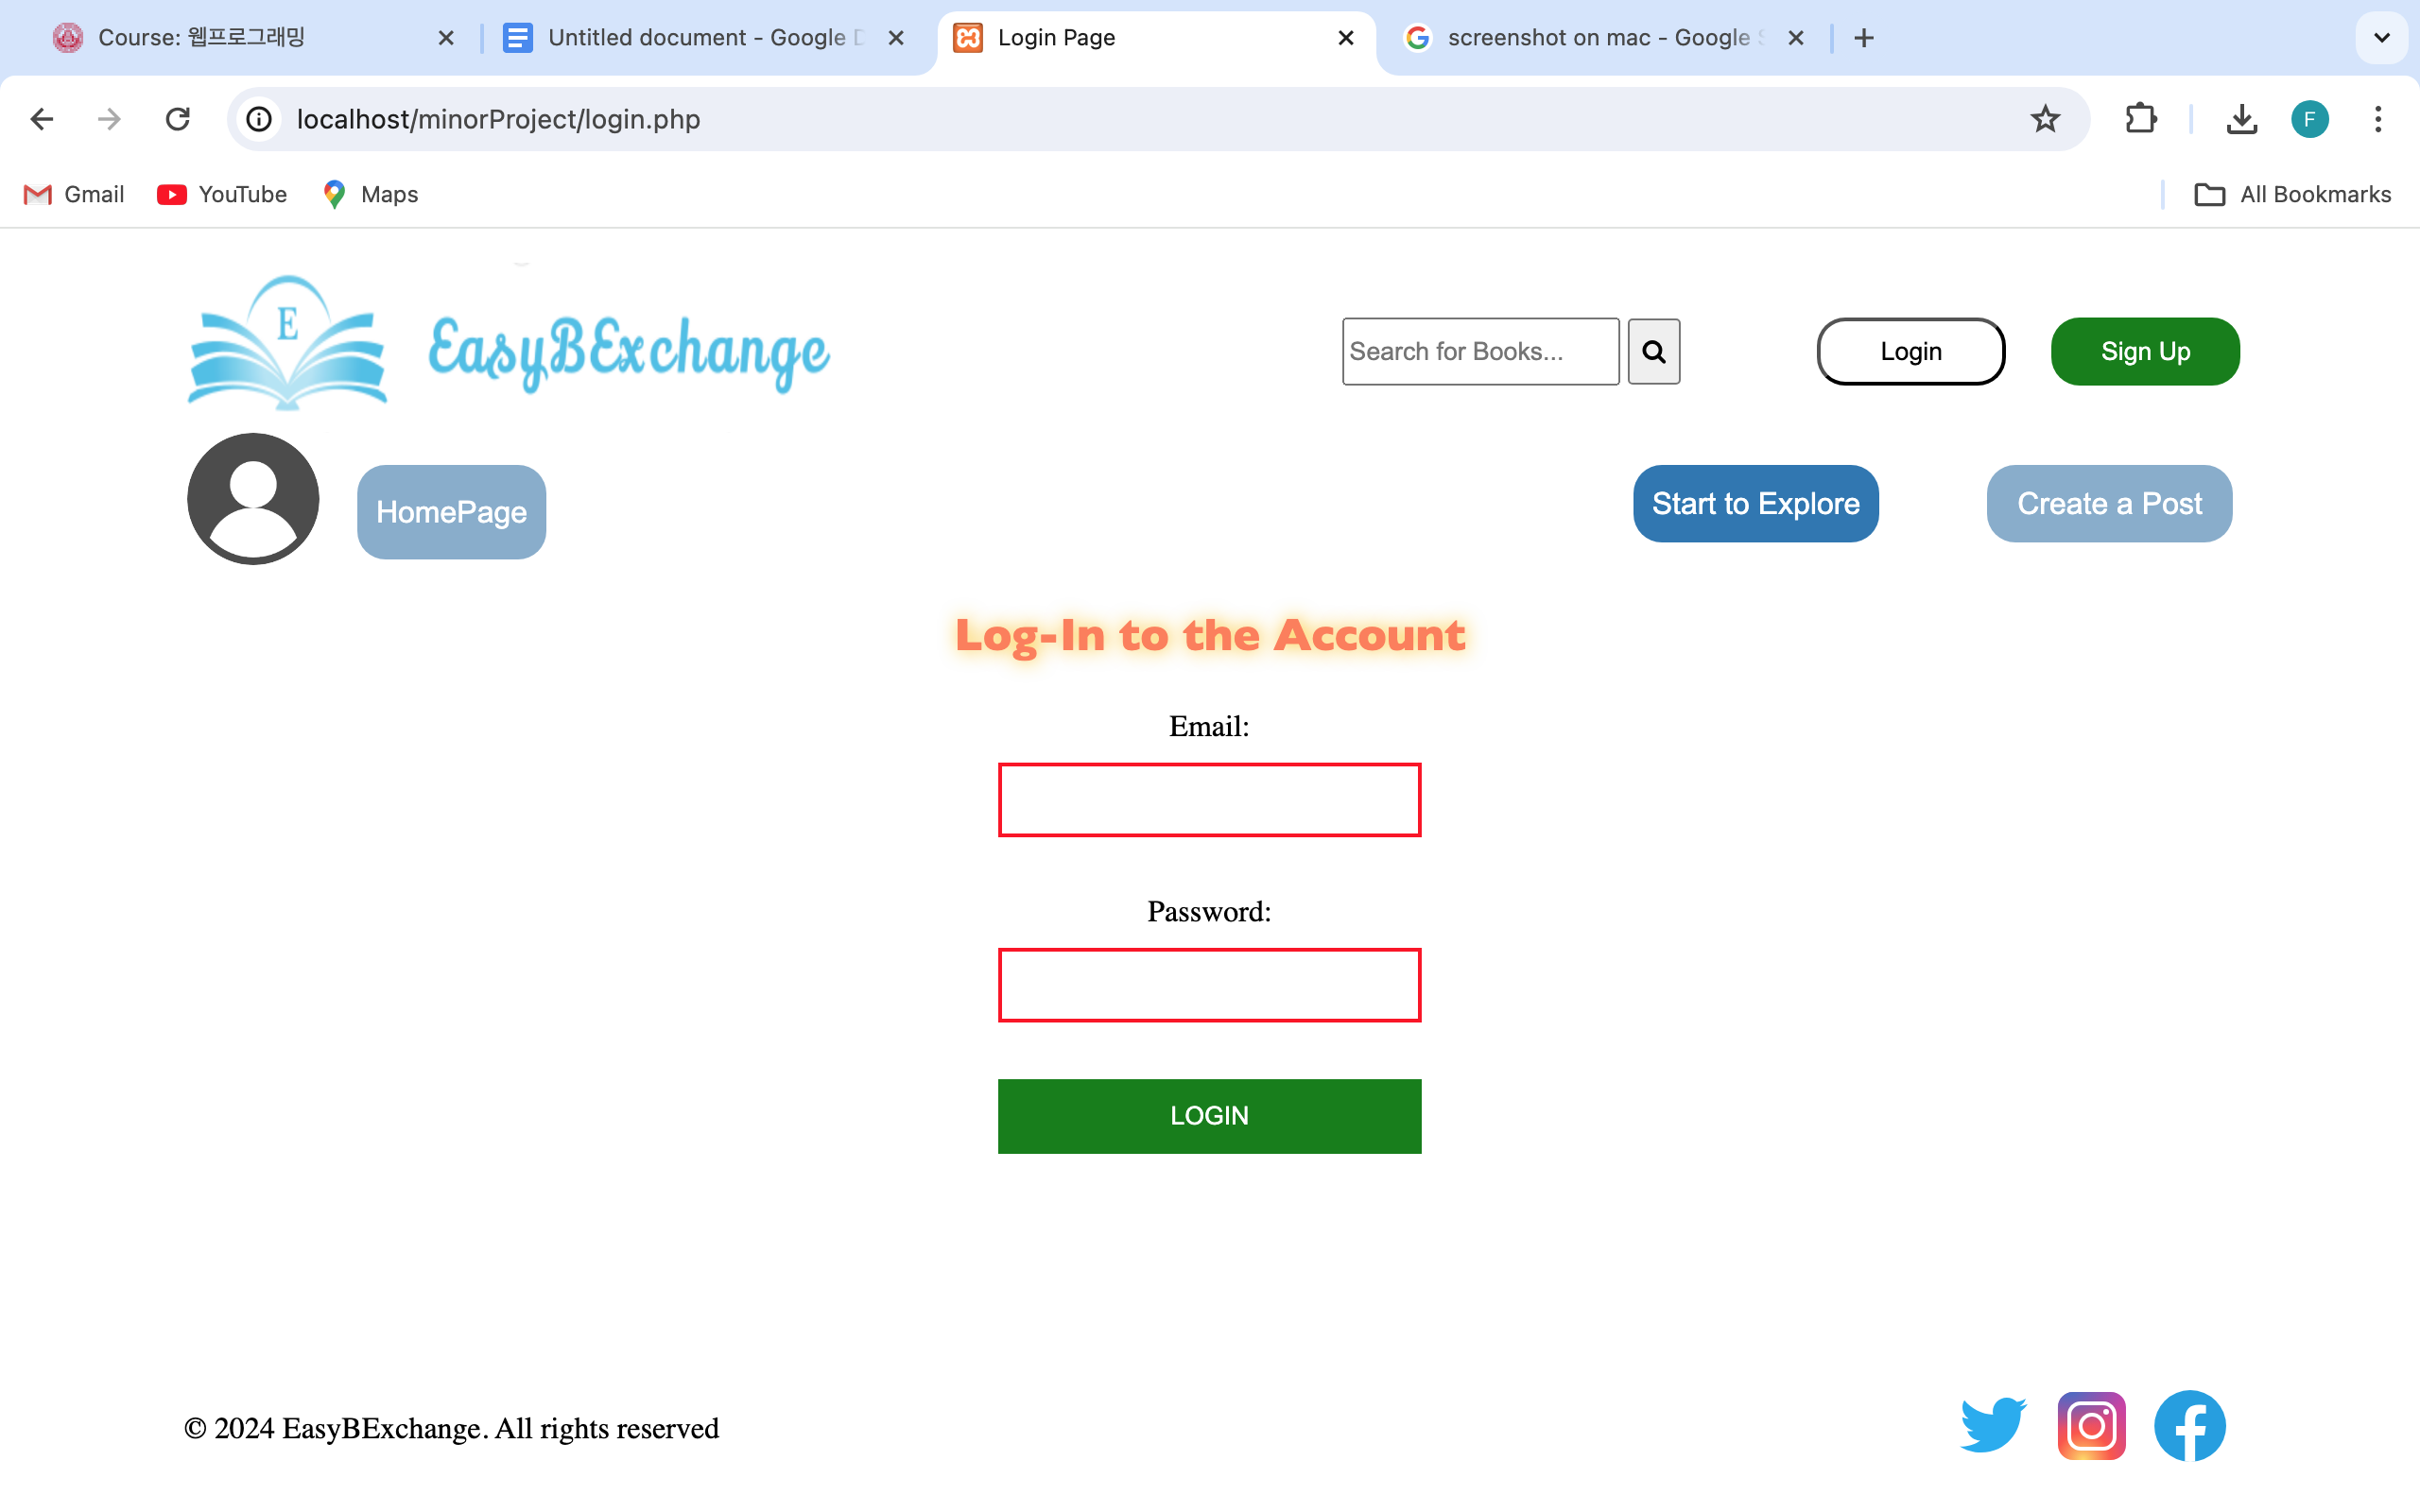 Course: 웹프로그래밍
Untitled document - Google
Login Page
screenshot on mac - Google
localhost/minorProject/login.php
F
Gmail
YouTube
Maps
All Bookmarks
E
EasyBExchange
Search for Books...
Login
Sign Up
HomePage
Start to Explore
Create a Post
Log-In to the Account
Email:
Password:
LOGIN
© 2024 EasyBExchange. All rights reserved